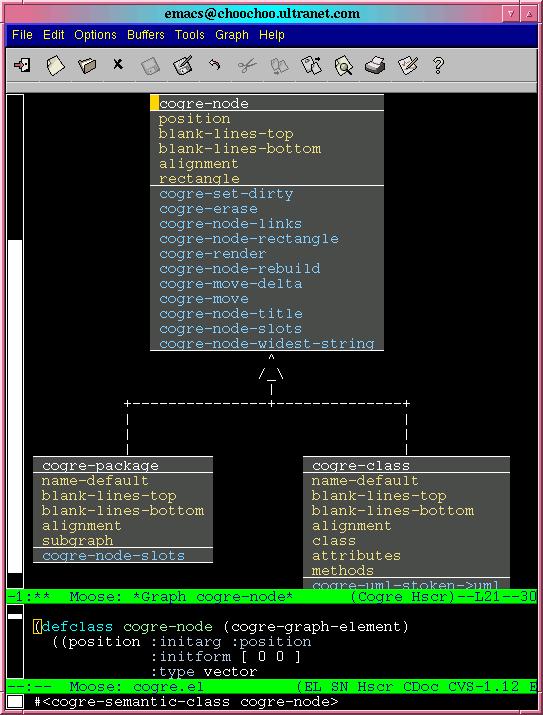 emacs@choochoo.ultranet.com
File Edit Options Buffers Tools Graph Help
cogre-node
position
blank-lines-top
blank-lines-bottom
alignment
rectangle
cogre-set-dirty
cogre-erase
cogre-node-links
cogre-node-rectangle
cogre-render
cogre-node-rebuild
cogre-move-delta
cogre-move
cogre-node-title
cogre-node-slots
cogre-node-widest-string
cogre-package
name-default
blank-lines-top
blank-lines-bottom
alignment
subgraph
cogre-node-slots
cogre-class
name-default
blank-lines-top
blank-lines-bottom
alignment
class
attributes
methods
cogre-uml-stoken->uml
-1:** Moose: *Graph cogre-node* (Cogre Hscr)--L21--30
(defclass cogre-node (cogre-graph-element)
((position :initarg :position
:initform [ 0 0 ]
:type vector
--:-- Moose: cogre.el (EL SN Hscr CDoc CVS-1.12 E
#<cogre-semantic-class cogre-node>